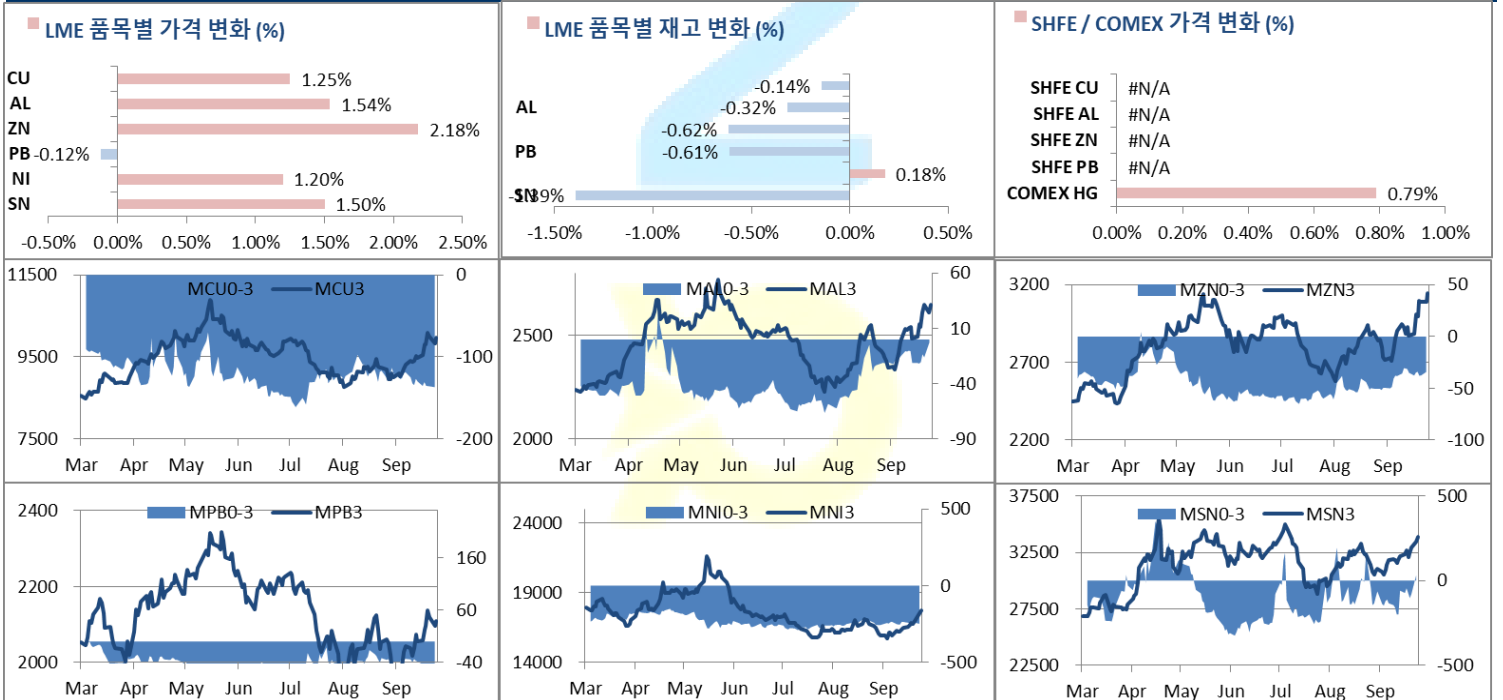 LME 품목별 가격 변화 (%)
CU 1.25%
AL 1.54%
ZN 2.18%
PB -0.12%
NI 1.20%
SN 1.50%
-0.50% 0.00% 0.50% 1.00% 1.50% 2.00% 2.50%
LME 품목별 재고 변화 (%)
-0.14%
AL -0.32%
-0.62%
PB -0.61%
0.18%
SN
-1.50% -1.00% -0.50% 0.00% 0.50%
SHFE / COMEX 가격 변화 (%)
SHFE CU #N/A
SHFE AL #N/A
SHFE ZN #N/A
SHFE PB #N/A
COMEX HG 0.79%
0.00% 0.20% 0.40% 0.60% 0.80% 1.00%
MCU0-3 MCU3
11500 0
9500 -100
7500 -200
Mar Apr May Jun Jul Aug Sep
MAL0-3 MAL3
60
2500 10
-40
2000 -90
Mar Apr May Jun Jul Aug Sep
MZN0-3 MZN3
3200 50
0
2700
-50
2200 -100
Mar Apr May Jun Jul Aug Sep
MPB0-3 MPB3
2400
160
2200
60
2000 -40
Mar Apr May Jun Jul Aug Sep
MNI0-3 MNI3
500
24000
19000 0
14000 -500
Mar Apr May Jun Jul Aug Sep
MSN0-3 MSN3
37500 500
32500
0
27500
22500 -500
Mar Apr May Jun Jul Aug Sep